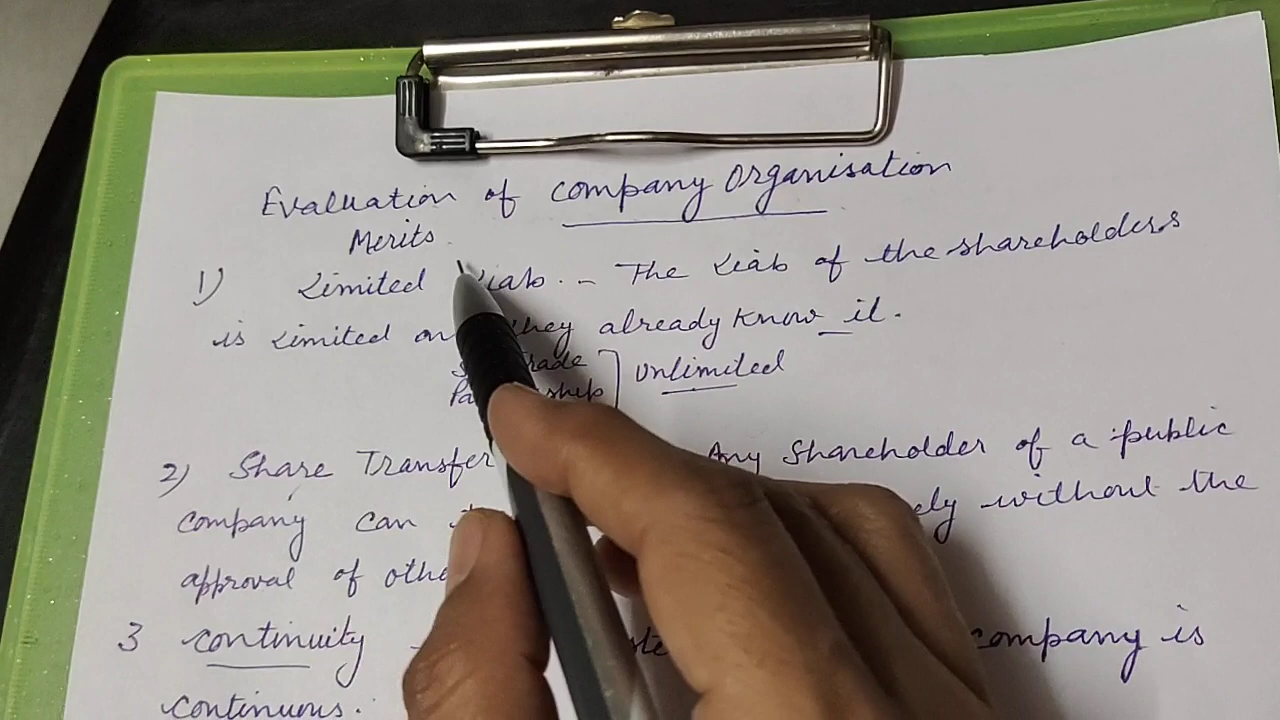 Evaluation of Company Organisation
Merits.
1) Limited Liab. - The Liab of the shareholders
is Limited they already know it.
Unlimited
2) Share Transfer Any shareholder of a public
company can without the
approval of
3 continuity company is
continuous.